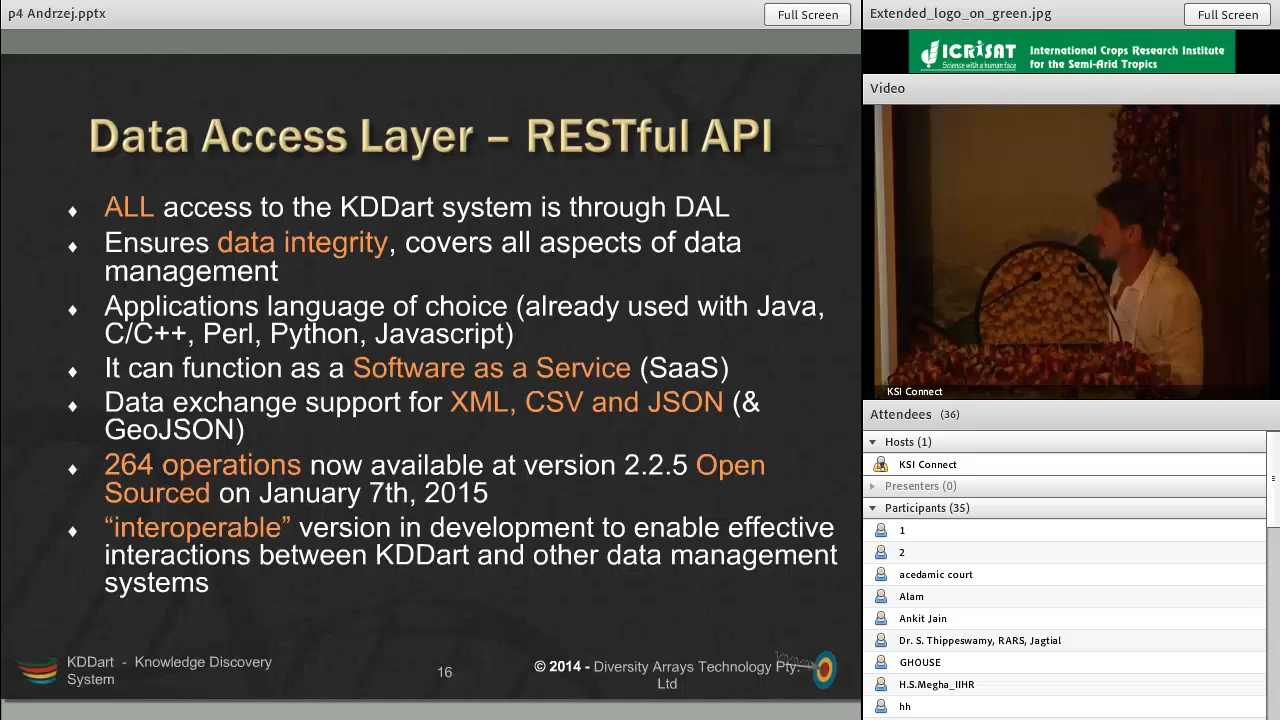 p4 Andrzej.pptx
Full Screen
Data Access Layer – RESTful API
ALL access to the KDDart system is through DAL
Ensures data integrity, covers all aspects of data
management
Applications language of choice (already used with Java,
C/C++, Perl, Python, Javascript)
It can function as a Software as a Service (SaaS)
Data exchange support for XML, CSV and JSON (&
GeoJSON)
264 operations now available at version 2.2.5 Open
Sourced on January 7th, 2015
“interoperable” version in development to enable effective
interactions between KDDart and other data management
systems
KDDart - Knowledge Discovery
System
16
© 2014 - Diversity Arrays Technology Pty.
Ltd
Extended_logo_on_green.jpg
Full Screen
ICRISAT
Science with a human face
International Crops Research Institute
for the Semi-Arid Tropics
Video
KSI Connect
Attendees (36)
Hosts (1)
KSI Connect
Presenters (0)
Participants (35)
1
2
acedamic court
Alam
Ankit Jain
Dr. S. Thippeswamy, RARS, Jagtial
GHOUSE
H.S.Megha_IIHR
hh